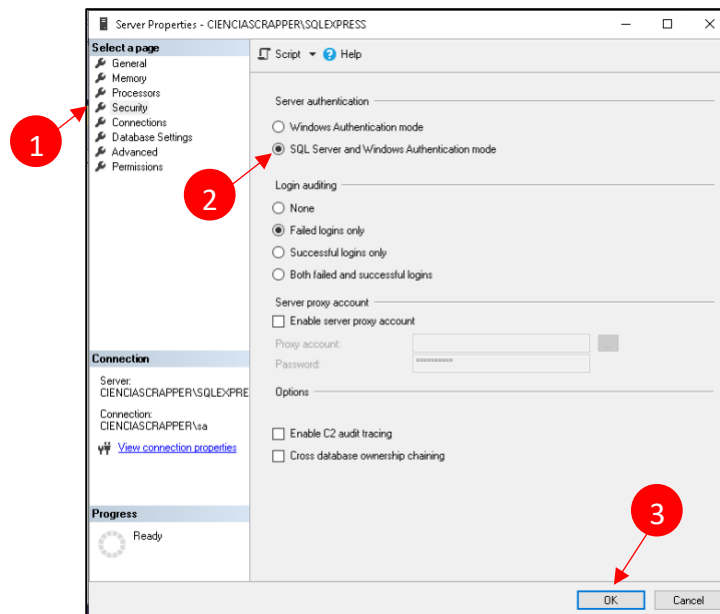 Server Properties - CIENCIASCRAPPER\SQLEXPRESS
Select a page
General
Memory
Processors
Security
Connections
Database Settings
Advanced
Permissions
1
Script Help
Server authentication
Windows Authentication mode
SQL Server and Windows Authentication mode
2
Login auditing
None
Failed logins only
Successful logins only
Both failed and successful logins
Server proxy account
Enable server proxy account
Proxy account:
...
Password:
**********
Options
Enable C2 audit tracing
Cross database ownership chaining
Connection
Server:
CIENCIASCRAPPER\SQLEXPRE
Connection:
CIENCIASCRAPPER\sa
View connection properties
Progress
Ready
3
OK Cancel